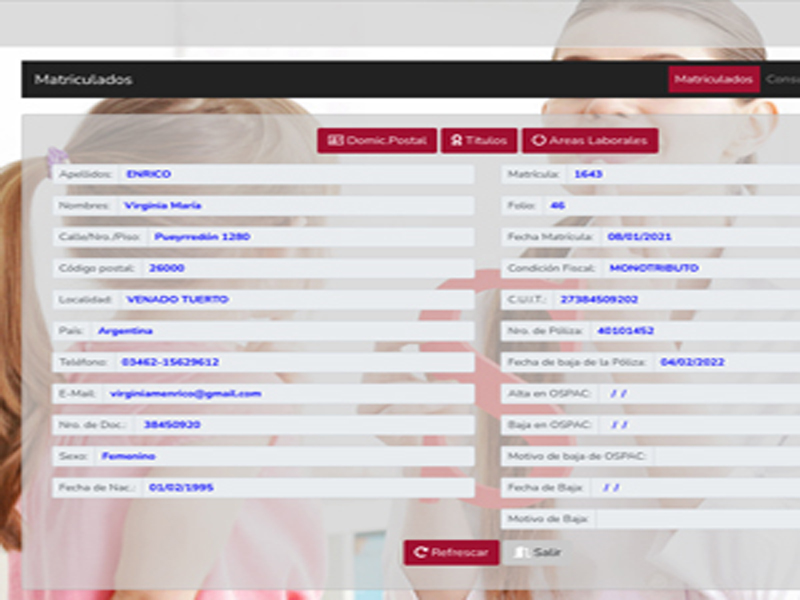 Matriculados Matriculados
Domic.Postal Títulos Areas Laborales
Apellidos: ENRICO Matrícula: 1643
Nombres: Virginia María Folio: 46
Calle/Nro./Piso: Pueyrredón 1280 Fecha Matrícula: 08/01/2021
Código postal: 26000 Condición Fiscal: MONOTRIBUTO
Localidad: VENADO TUERTO C.U.I.T.: 27384509202
País: Argentina Nro. de Póliza: 40101452
Teléfono: 03462-15629612 Fecha de baja de la Póliza: 04/02/2022
E-Mail: virginiamenrico@gmail.com Alta en OSPAC: / /
Nro. de Doc.: 38450920 Baja en OSPAC: / /
Sexo: Femenino Motivo de baja de OSPAC:
Fecha de Nac.: 01/02/1995 Fecha de Baja: / /
Motivo de Baja:
Refrescar Salir